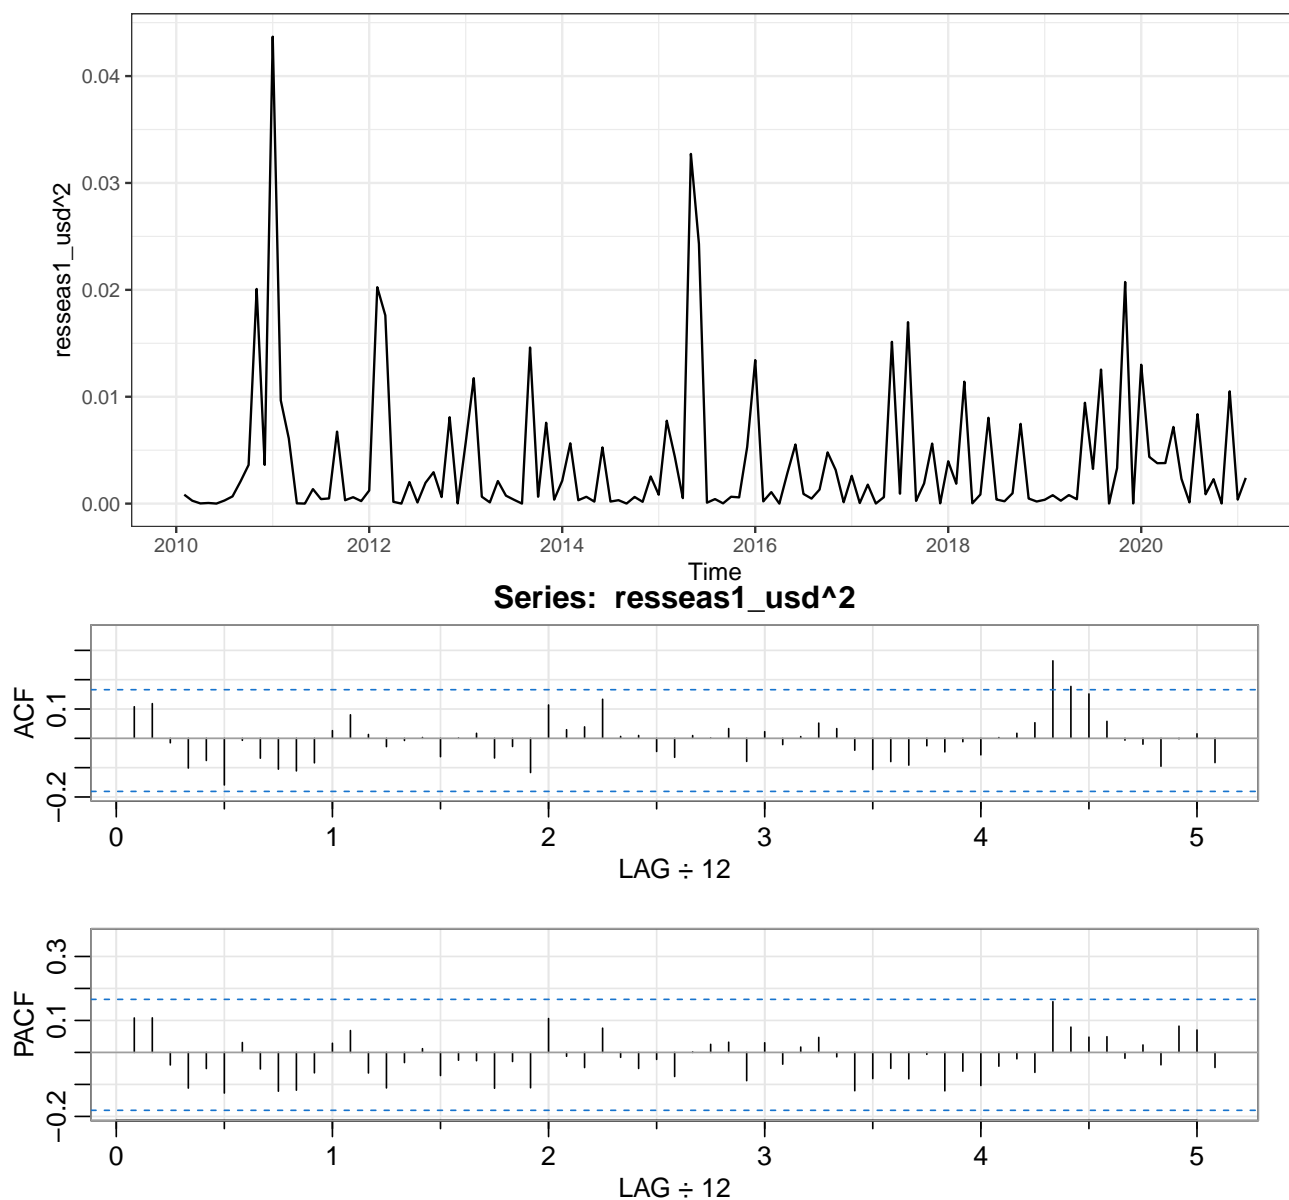 0.04
0.03
0.02
0.01
0.00
resseas1_usd^2
2010 2012 2014 2016 2018 2020
Time
Series: resseas1_usd^2
ACF
0.1
−0.2
0 1 2 3 4 5
LAG ÷ 12
PACF
0.3
0.1
−0.2
0 1 2 3 4 5
LAG ÷ 12